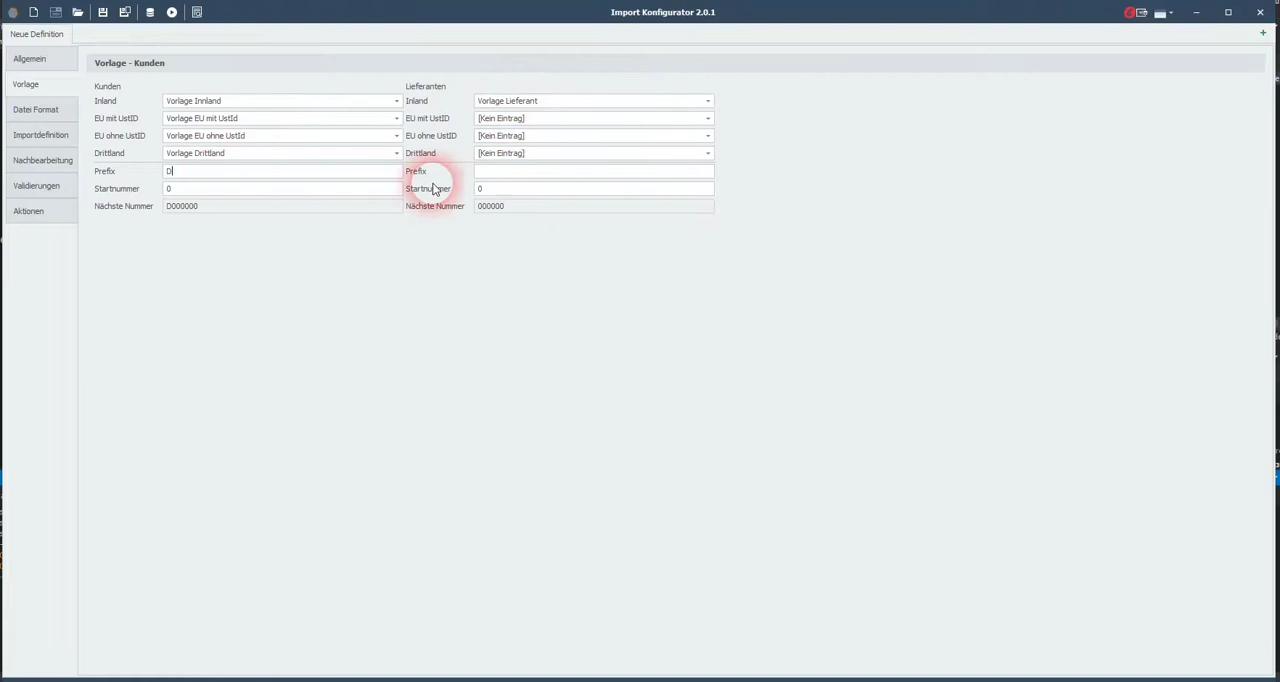 Import Konfigurator 2.0.1
Neue Definition
Allgemein
Vorlage
Datei Format
Importdefinition
Nachbearbeitung
Validierungen
Aktionen
Vorlage - Kunden
Kunden Lieferanten
Inland Vorlage Innland Inland Vorlage Lieferant
EU mit UstID Vorlage EU mit UstId EU mit UstID [Kein Eintrag]
EU ohne UstID Vorlage EU ohne UstId EU ohne UstID [Kein Eintrag]
Drittland Vorlage Drittland Drittland [Kein Eintrag]
Prefix D Prefix
Startnummer 0 Startnummer 0
Nächste Nummer D000000 Nächste Nummer 000000